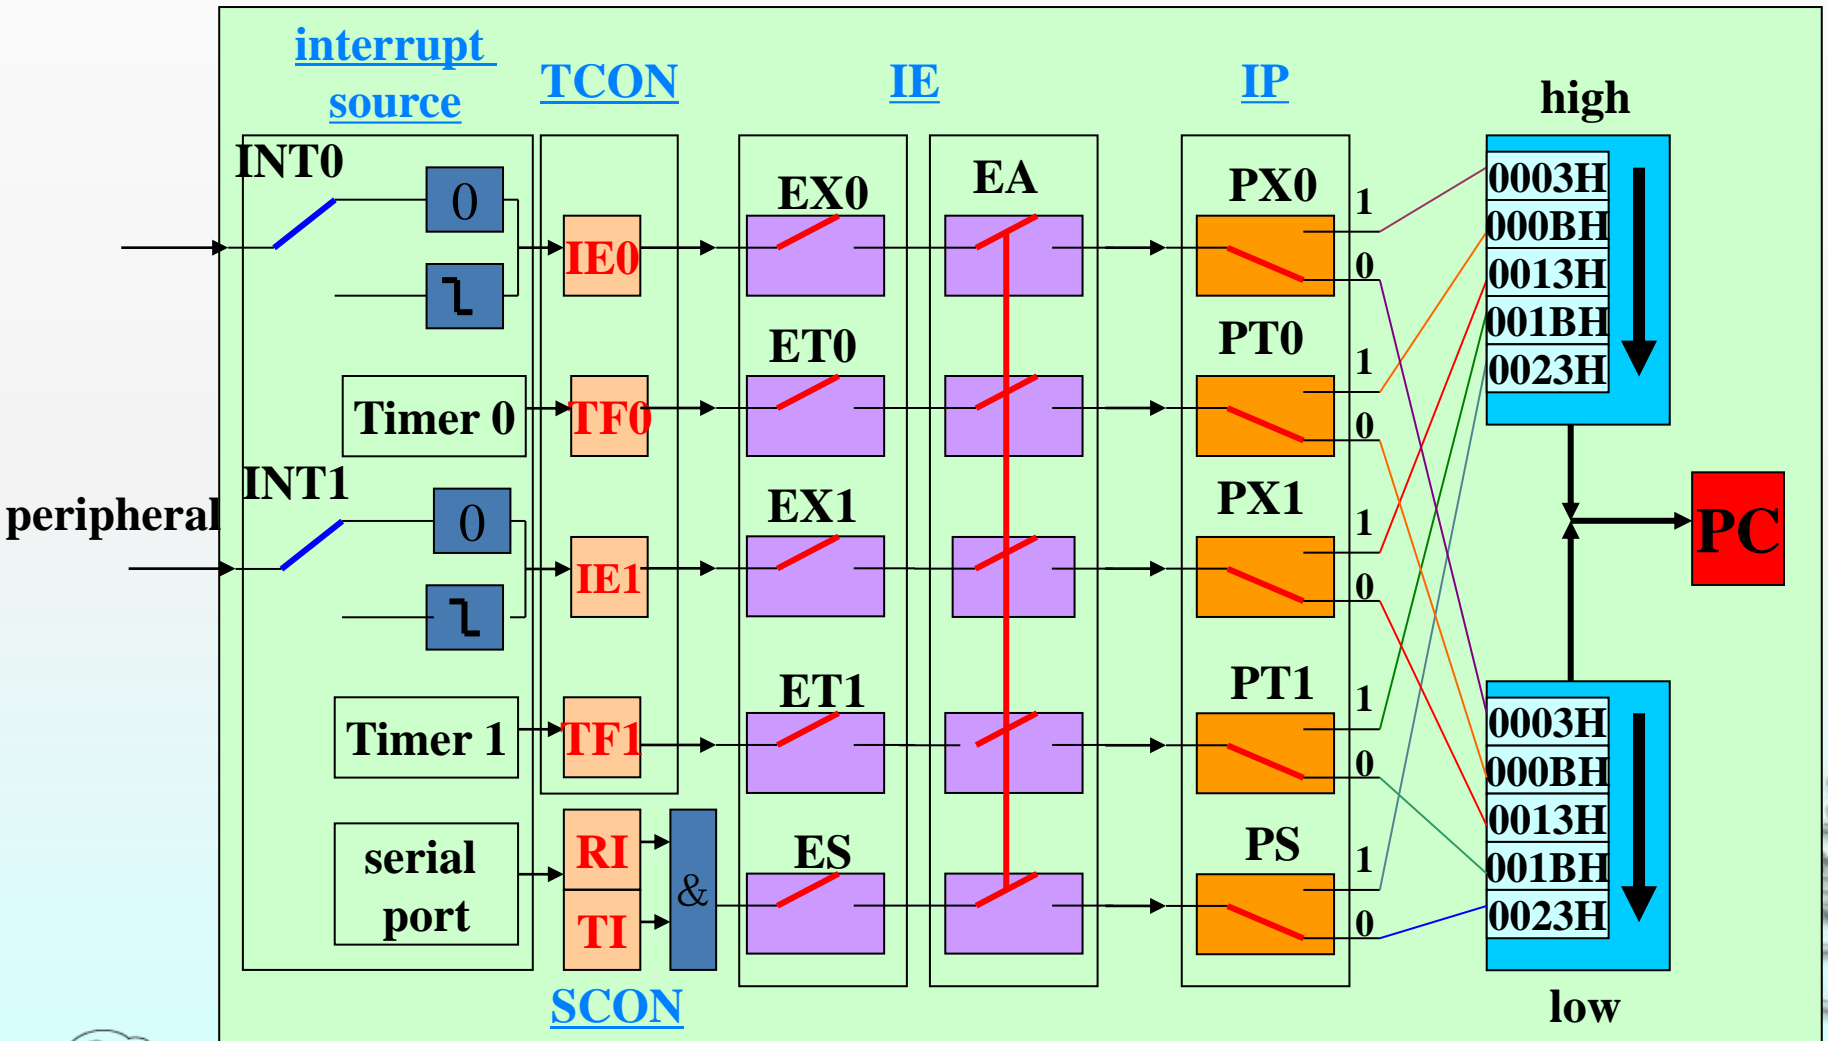 interrupt
source
TCON
IE
IP
high
INT0
0
IE0
EX0
EA
PX0
1
0
0003H
000BH
0013H
001BH
0023H
Timer 0
TF0
ET0
PT0
1
0
peripheral
INT1
0
IE1
EX1
PX1
1
0
PC
Timer 1
TF1
ET1
PT1
1
0
0003H
000BH
0013H
001BH
0023H
serial
port
RI
TI
&
ES
PS
1
0
SCON
low